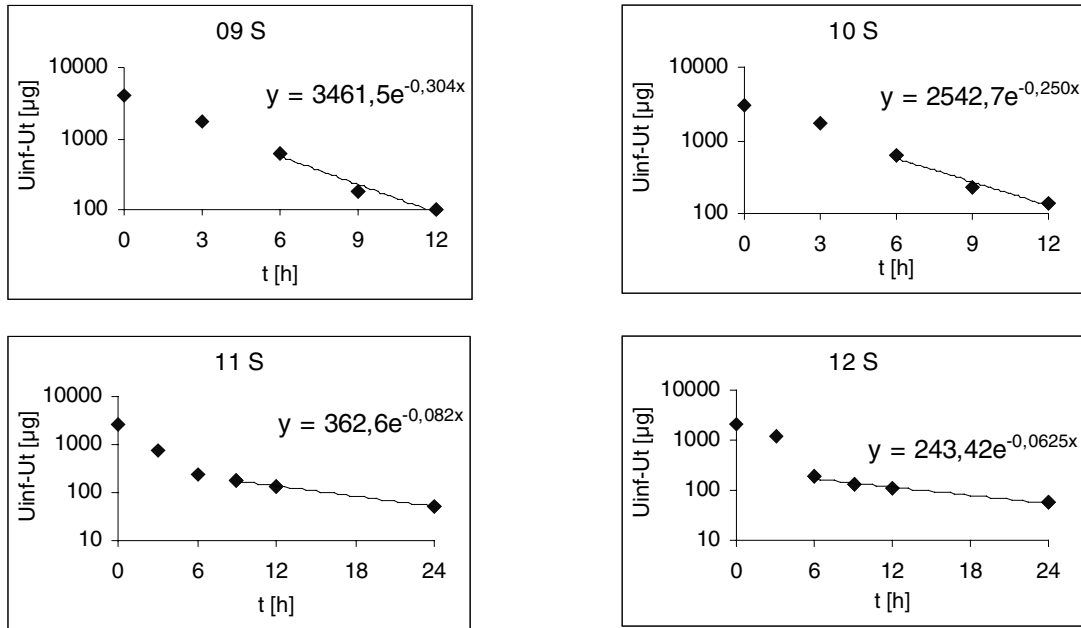 09 S
Uinf-Ut [µg]
10000
1000
100
y = 3461,5e^-0,304x
0 3 6 9 12
t [h]
10 S
Uinf-Ut [µg]
10000
1000
100
y = 2542,7e^-0,250x
0 3 6 9 12
t [h]
11 S
Uinf-Ut [µg]
10000
1000
100
10
y = 362,6e^-0,082x
0 6 12 18 24
t [h]
12 S
Uinf-Ut [µg]
10000
1000
100
10
y = 243,42e^-0,0625x
0 6 12 18 24
t [h]